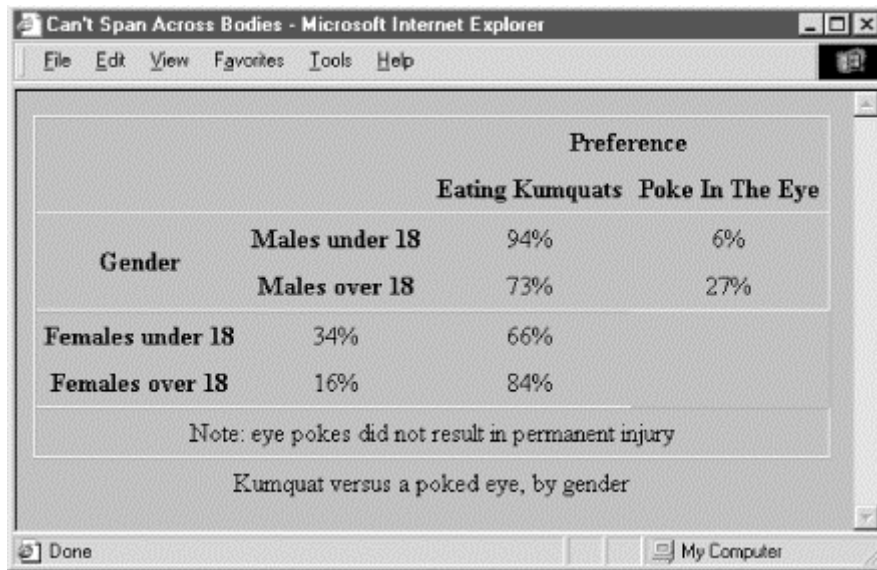 Can't Span Across Bodies - Microsoft Internet Explorer
File Edit View Favorites Tools Help
Preference
Eating Kumquats Poke In The Eye
Gender
Males under 18 94% 6%
Males over 18 73% 27%
Females under 18 34% 66%
Females over 18 16% 84%
Note: eye pokes did not result in permanent injury
Kumquat versus a poked eye, by gender
Done My Computer